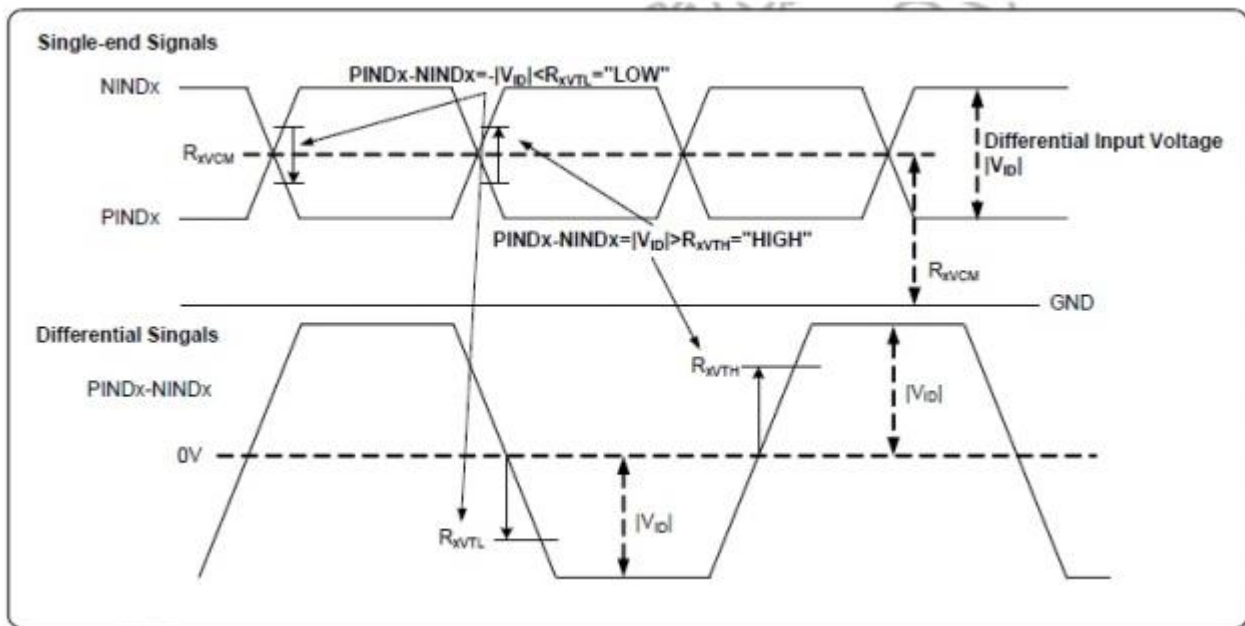 Single-end Signals
PINDx-NINDx=-|VID|<RxVTL="LOW"
NINDx
RxVCM
Differential Input Voltage
|VID|
PINDx
PINDx-NINDx=|VID|>RxVTH="HIGH"
RxVCM
GND
Differential Singals
PINDx-NINDx
RxVTH
|VID|
0V
|VID|
RxVTL